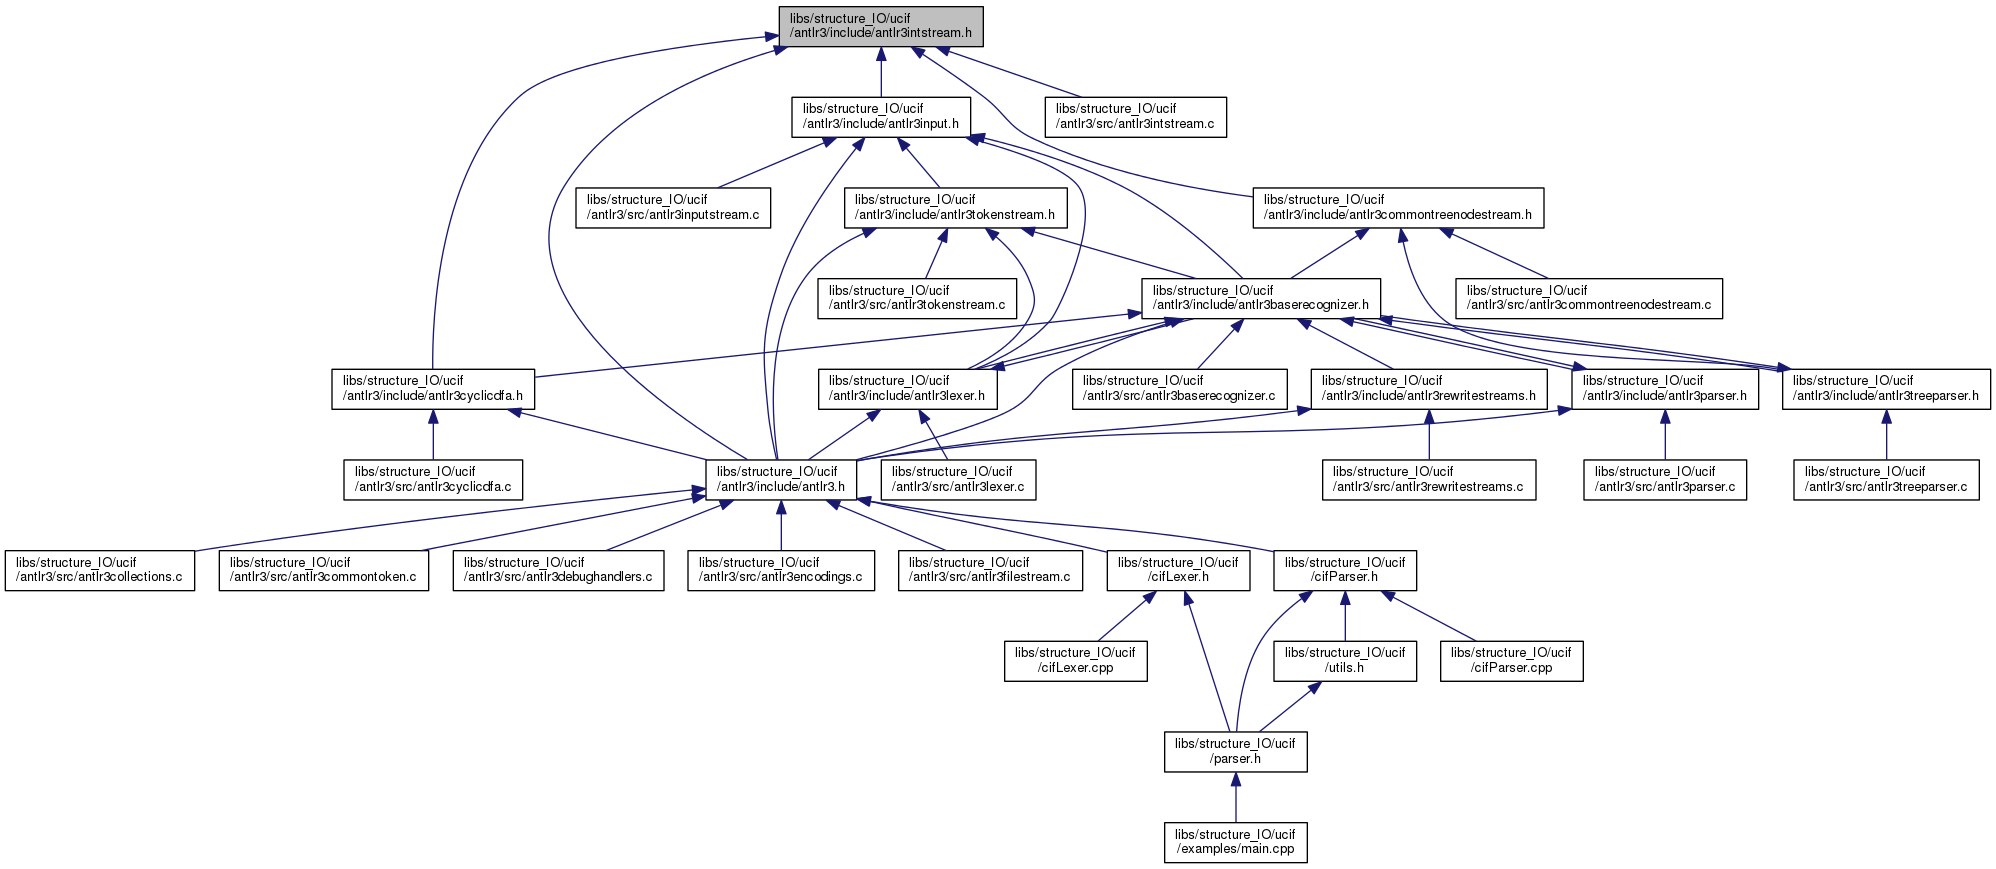 libs/structure_IO/ucif
/antlr3/include/antlr3intstream.h
libs/structure_IO/ucif
/antlr3/include/antlr3input.h
libs/structure_IO/ucif
/antlr3/src/antlr3intstream.c
libs/structure_IO/ucif
/antlr3/src/antlr3inputstream.c
libs/structure_IO/ucif
/antlr3/include/antlr3tokenstream.h
libs/structure_IO/ucif
/antlr3/include/antlr3commontreenodestream.h
libs/structure_IO/ucif
/antlr3/src/antlr3tokenstream.c
libs/structure_IO/ucif
/antlr3/include/antlr3baserecognizer.h
libs/structure_IO/ucif
/antlr3/src/antlr3commontreenodestream.c
libs/structure_IO/ucif
/antlr3/include/antlr3cyclicdfa.h
libs/structure_IO/ucif
/antlr3/include/antlr3lexer.h
libs/structure_IO/ucif
/antlr3/src/antlr3baserecognizer.c
libs/structure_IO/ucif
/antlr3/include/antlr3rewritestreams.h
libs/structure_IO/ucif
/antlr3/include/antlr3parser.h
libs/structure_IO/ucif
/antlr3/include/antlr3treeparser.h
libs/structure_IO/ucif
/antlr3/src/antlr3cyclicdfa.c
libs/structure_IO/ucif
/antlr3/include/antlr3.h
libs/structure_IO/ucif
/antlr3/src/antlr3lexer.c
libs/structure_IO/ucif
/antlr3/src/antlr3rewritestreams.c
libs/structure_IO/ucif
/antlr3/src/antlr3parser.c
libs/structure_IO/ucif
/antlr3/src/antlr3treeparser.c
libs/structure_IO/ucif
/antlr3/src/antlr3collections.c
libs/structure_IO/ucif
/antlr3/src/antlr3commontoken.c
libs/structure_IO/ucif
/antlr3/src/antlr3debughandlers.c
libs/structure_IO/ucif
/antlr3/src/antlr3encodings.c
libs/structure_IO/ucif
/antlr3/src/antlr3filestream.c
libs/structure_IO/ucif
/cifLexer.h
libs/structure_IO/ucif
/cifParser.h
libs/structure_IO/ucif
/cifLexer.cpp
libs/structure_IO/ucif
/utils.h
libs/structure_IO/ucif
/cifParser.cpp
libs/structure_IO/ucif
/parser.h
libs/structure_IO/ucif
/examples/main.cpp